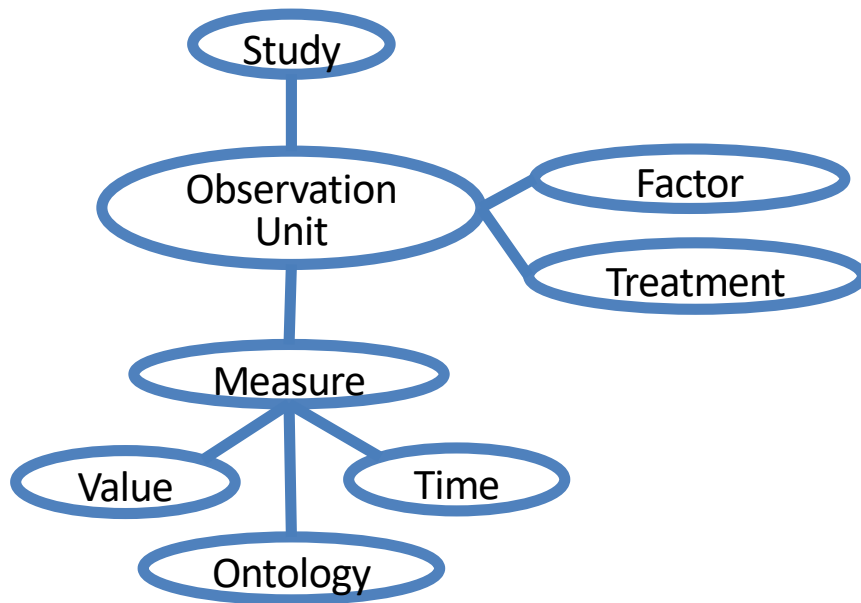 Study
Observation
Unit
Factor
Treatment
Measure
Value
Time
Ontology